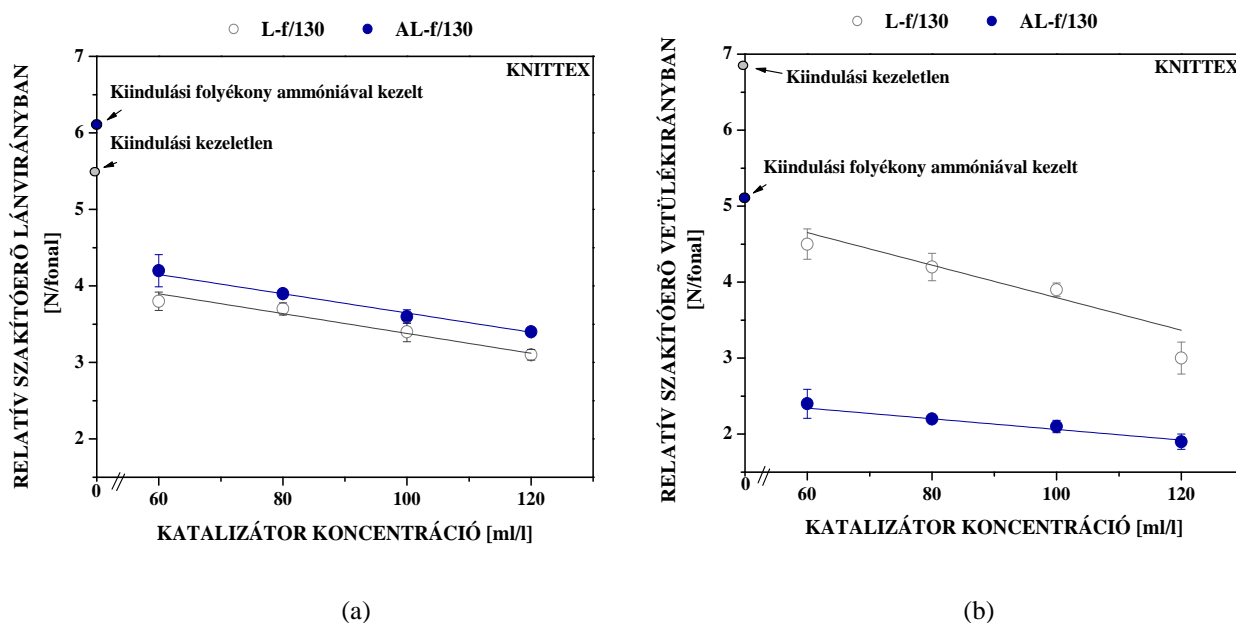 L-f/130 AL-f/130
RELATÍV SZAKÍTÓERÕ LÁNVIRÁNYBAN
[N/fonal]
7
6
5
4
3
2
KNITTEX
Kiindulási folyékony ammóniával kezelt
Kiindulási kezeletlen
0 60 80 100 120
KATALIZÁTOR KONCENTRÁCIÓ [ml/l]
(a)
L-f/130 AL-f/130
RELATÍV SZAKÍTÓERÕ VETÜLÉKIRÁNYBAN
[N/fonal]
7
6
5
4
3
2
KNITTEX
Kiindulási kezeletlen
Kiindulási folyékony ammóniával kezelt
0 60 80 100 120
KATALIZÁTOR KONCENTRÁCIÓ [ml/l]
(b)